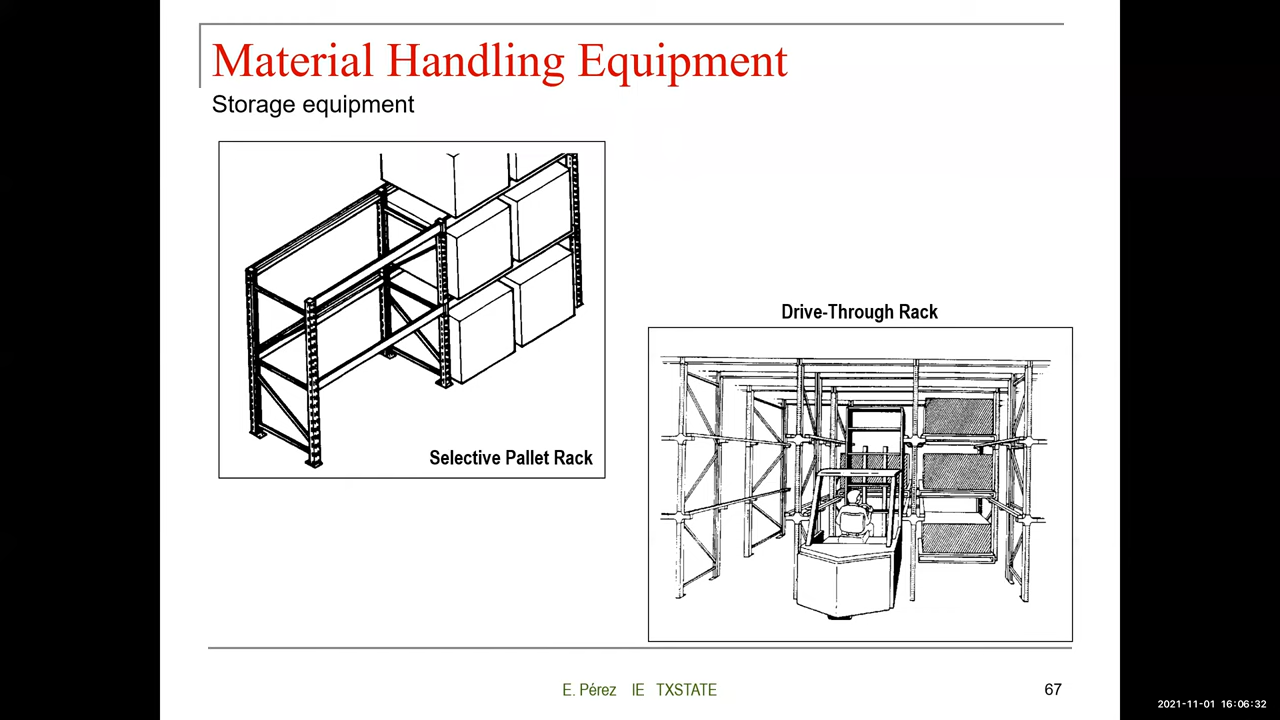 Material Handling Equipment
Storage equipment
Selective Pallet Rack
Drive-Through Rack
E. Pérez IE TXSTATE
67
2021-11-01 16:06:32